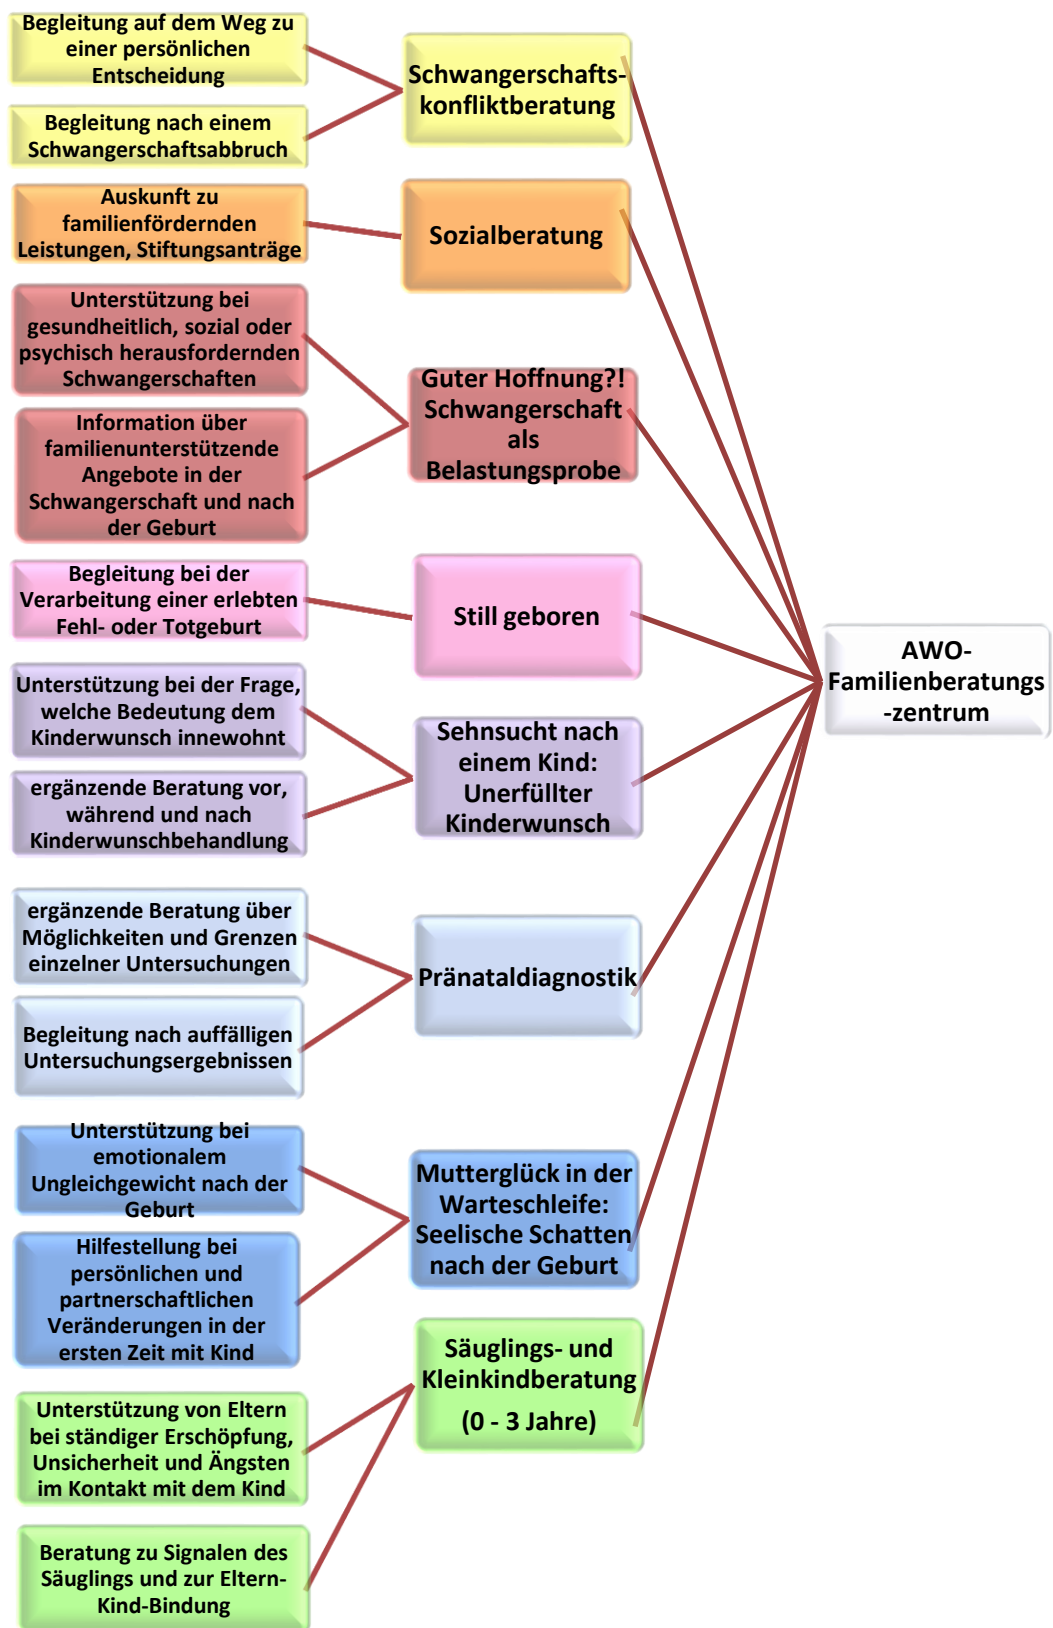 Begleitung auf dem Weg zu
einer persönlichen
Entscheidung
Begleitung nach einem
Schwangerschaftsabbruch
Schwangerschafts-
konfliktberatung
Auskunft zu
familienfördernden
Leistungen, Stiftungsanträge
Sozialberatung
Unterstützung bei
gesundheitlich, sozial oder
psychisch herausfordernden
Schwangerschaften
Information über
familienunterstützende
Angebote in der
Schwangerschaft und nach
der Geburt
Guter Hoffnung?!
Schwangerschaft
als
Belastungsprobe
Begleitung bei der
Verarbeitung einer erlebten
Fehl- oder Totgeburt
Still geboren
AWO-
Familienberatungs
-zentrum
Unterstützung bei der Frage,
welche Bedeutung dem
Kinderwunsch innewohnt
ergänzende Beratung vor,
während und nach
Kinderwunschbehandlung
Sehnsucht nach
einem Kind:
Unerfüllter
Kinderwunsch
ergänzende Beratung über
Möglichkeiten und Grenzen
einzelner Untersuchungen
Begleitung nach auffälligen
Untersuchungsergebnissen
Pränataldiagnostik
Unterstützung bei
emotionalem
Ungleichgewicht nach der
Geburt
Hilfestellung bei
persönlichen und
partnerschaftlichen
Veränderungen in der
ersten Zeit mit Kind
Mutterglück in der
Warteschleife:
Seelische Schatten
nach der Geburt
Säuglings- und
Kleinkindberatung
(0 - 3 Jahre)
Unterstützung von Eltern
bei ständiger Erschöpfung,
Unsicherheit und Ängsten
im Kontakt mit dem Kind
Beratung zu Signalen des
Säuglings und zur Eltern-
Kind-Bindung